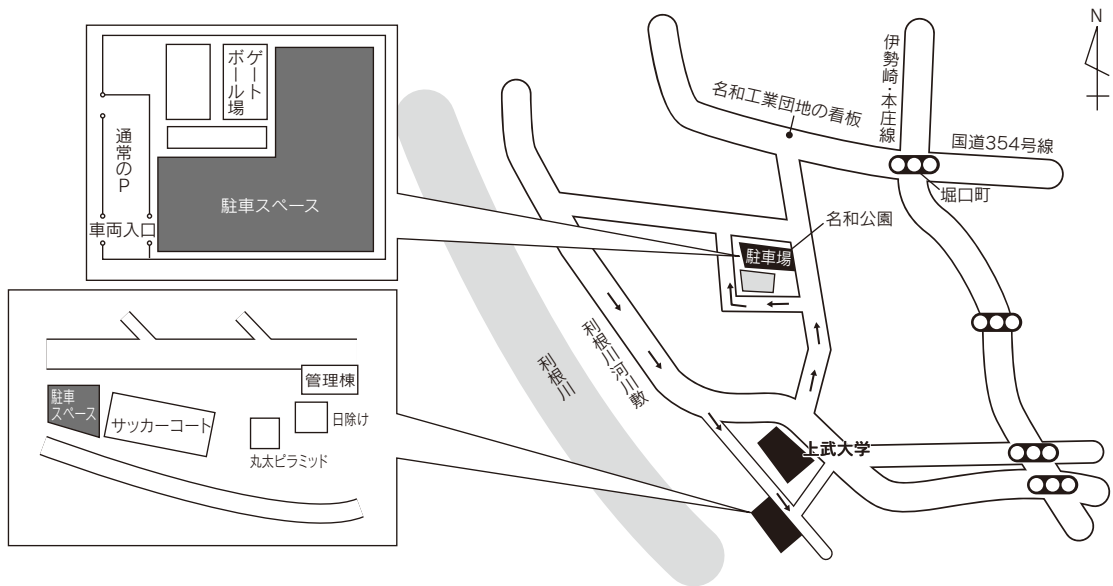 ゲート
ボール場
通常のP
車両入口
駐車スペース
管理棟
駐車
スペース
サッカーコート
日除け
丸太ピラミッド
N
伊勢崎・本庄線
名和工業団地の看板
国道354号線
堀口町
名和公園
駐車場
利根川河川敷
利根川
上武大学